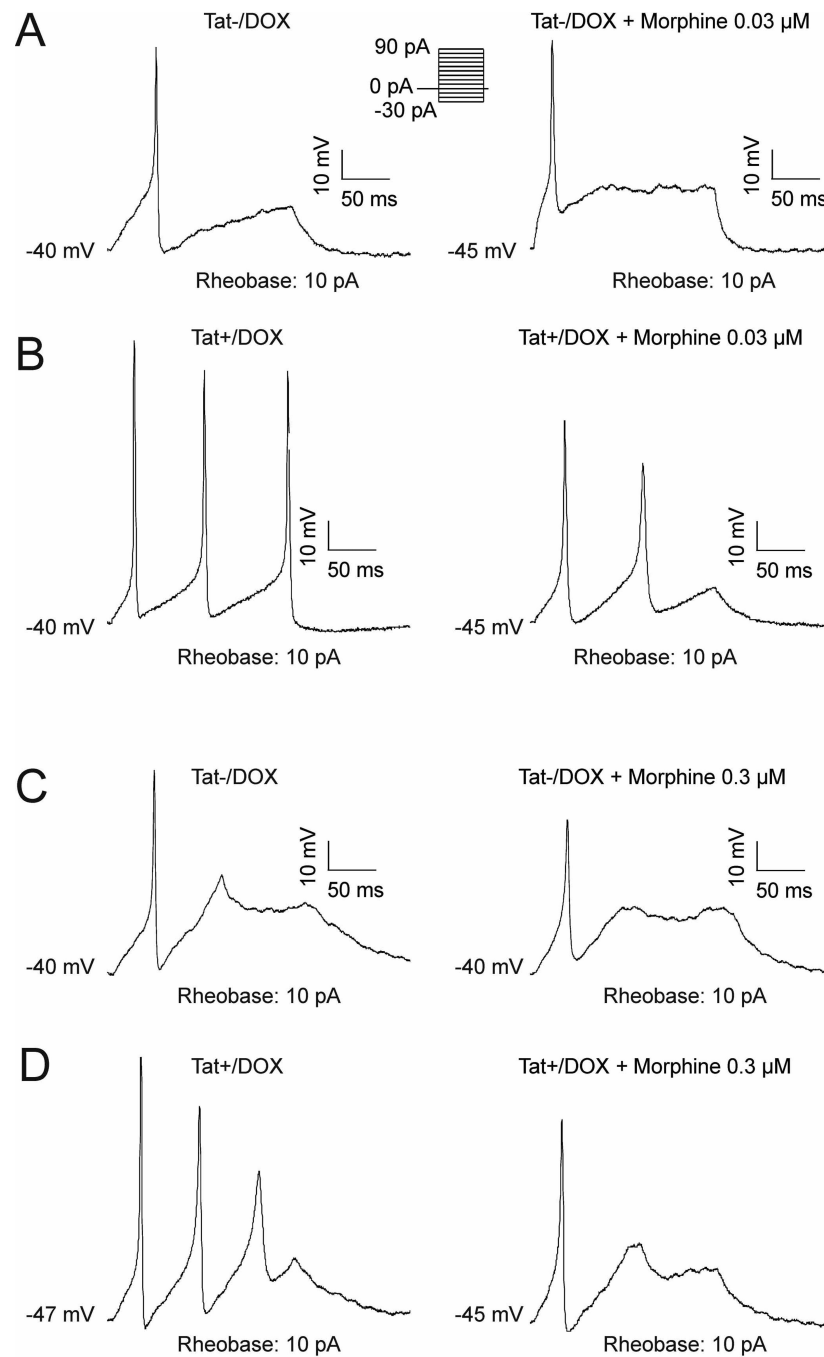 A
Tat-/DOX
90 pA
0 pA
-30 pA
Tat-/DOX + Morphine 0.03 µM
10 mV
50 ms
10 mV
50 ms
-40 mV
-45 mV
Rheobase: 10 pA
Rheobase: 10 pA
B
Tat+/DOX
Tat+/DOX + Morphine 0.03 µM
10 mV
50 ms
10 mV
50 ms
-40 mV
-45 mV
Rheobase: 10 pA
Rheobase: 10 pA
C
Tat-/DOX
Tat-/DOX + Morphine 0.3 µM
10 mV
50 ms
10 mV
50 ms
-40 mV
-40 mV
Rheobase: 10 pA
Rheobase: 10 pA
D
Tat+/DOX
Tat+/DOX + Morphine 0.3 µM
-47 mV
-45 mV
Rheobase: 10 pA
Rheobase: 10 pA